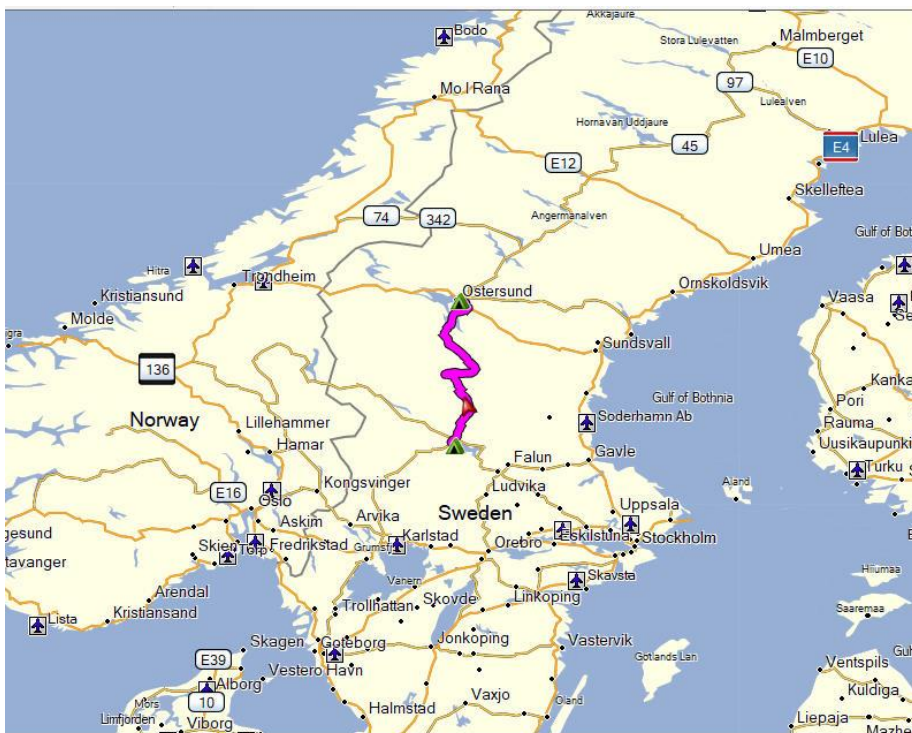 Bodo
Akkajaure
Malmberget
Stora Lulevatten
E10
97
Mo I Rana
Lulealven
Hornavan Uddjaure
45
Lulea
E4
E12
Skelleftea
74
342
Angermanalven
Umea
Gulf of Both
Hitra
Trondheim
Ostersund
Ornskoldsvik
Kristiansund
Vaasa
Molde
Sundsvall
136
Kanka
Gulf of Bothnia
Norway
Pori
Lillehammer
Soderhamn Ab
Rauma
Hamar
Uusikaupunki
Falun
Gavle
Turku
Kongsvinger
E16
Ludvika
Aland
Oslo
Sweden
Uppsala
Askim
Arvika
Karlstad
Orebro
Eskilstuna
Stockholm
Skien
Torp
Fredrikstad
Grumsfj
tavanger
Vanern
Skavsta
Hiiumaa
Arendal
Skovde
Linkoping
Trollhattan
Saaremaa
Lista
Kristiansand
Skagen
Goteborg
Jonkoping
Vastervik
Gotlands Lan
E39
Vestero Havn
Ventspils
Alborg
Mors
10
Oland
Kuldiga
Limfjorden
Halmstad
Vaxjo
Viborg
Liepaja
Mazhe